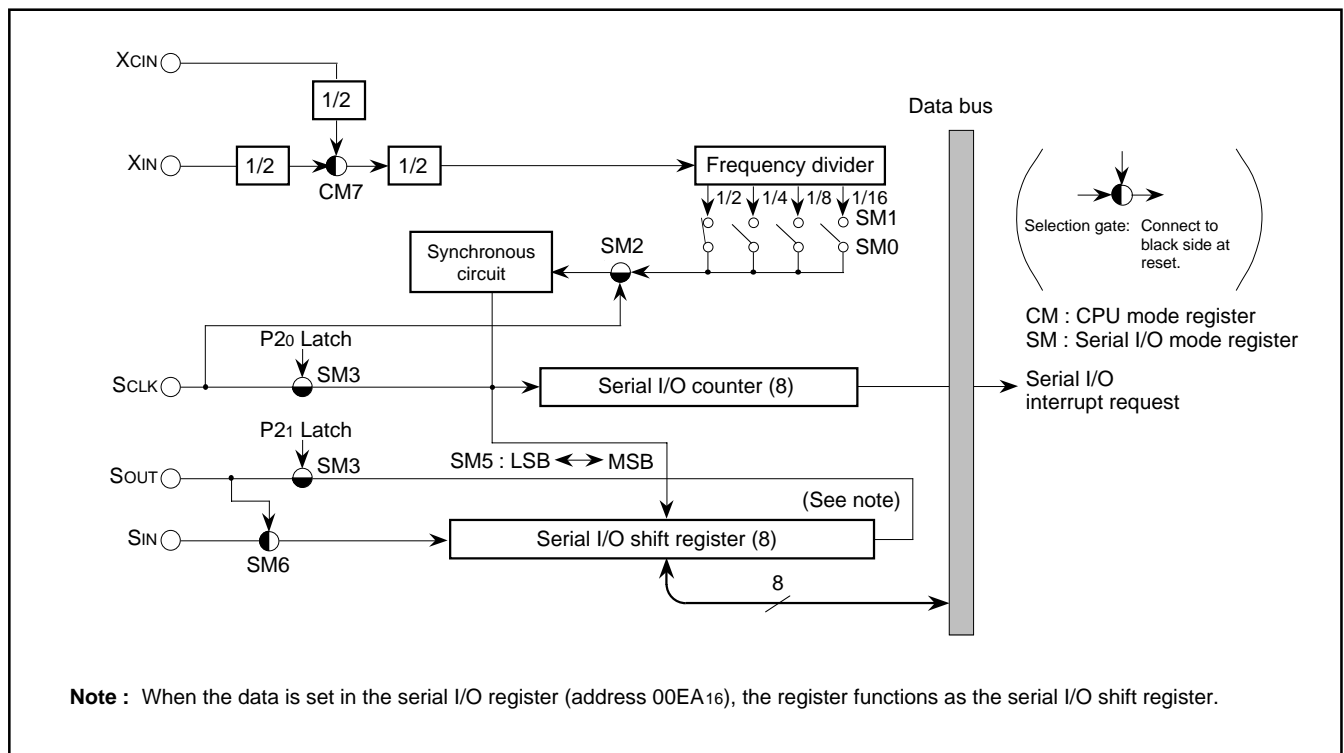 XCIN
1/2
Data bus
XIN
1/2
1/2
Frequency divider
CM7
1/2
1/4
1/8
1/16
SM1
SM0
Selection gate: Connect to
black side at
reset.
Synchronous
circuit
SM2
CM : CPU mode register
SM : Serial I/O mode register
P20 Latch
SCLK
SM3
Serial I/O counter (8)
Serial I/O
interrupt request
P21 Latch
SOUT
SM3
SM5 : LSB
MSB
(See note)
SIN
SM6
Serial I/O shift register (8)
8
Note : When the data is set in the serial I/O register (address 00EA16), the register functions as the serial I/O shift register.